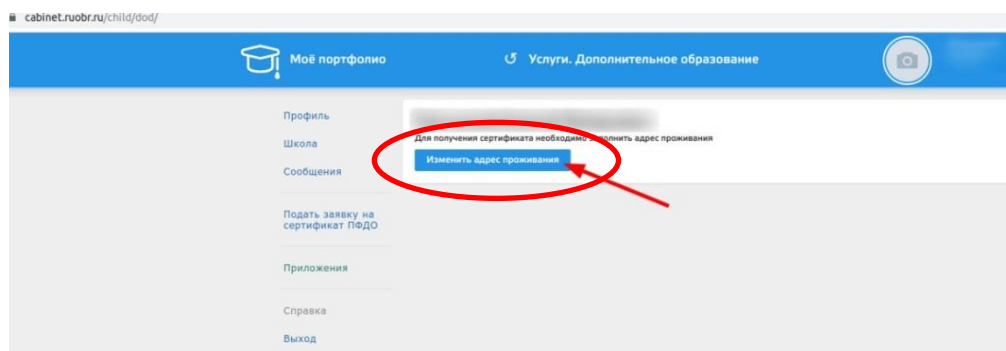 cabinet.ruobr.ru/child/dod/
Моё портфолио
Услуги. Дополнительное образование
Профиль
Школа
Сообщения
Подать заявку на
сертификат ПФДО
Приложения
Справка
Выход
Для получения сертификата необходимо заполнить адрес проживания
Изменить адрес проживания